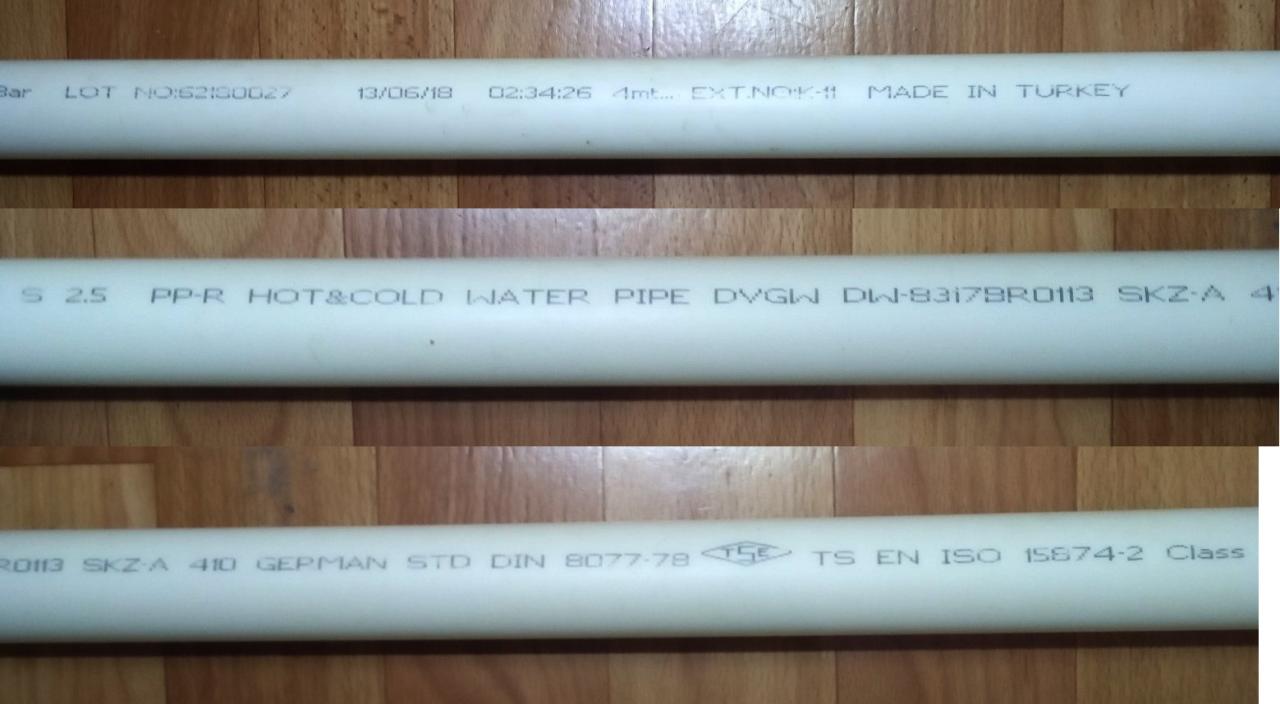 Bar LOT NO:62180027 13/06/18 02:34:26 4mt... EXT.NO:K-11 MADE IN TURKEY
S 2.5 PP-R HOT&COLD WATER PIPE DVGW DW-8317BR0113 SKZ-A 4
R0113 SKZ-A 410 GERMAN STD DIN 8077-78 TSE TS EN ISO 15874-2 Class